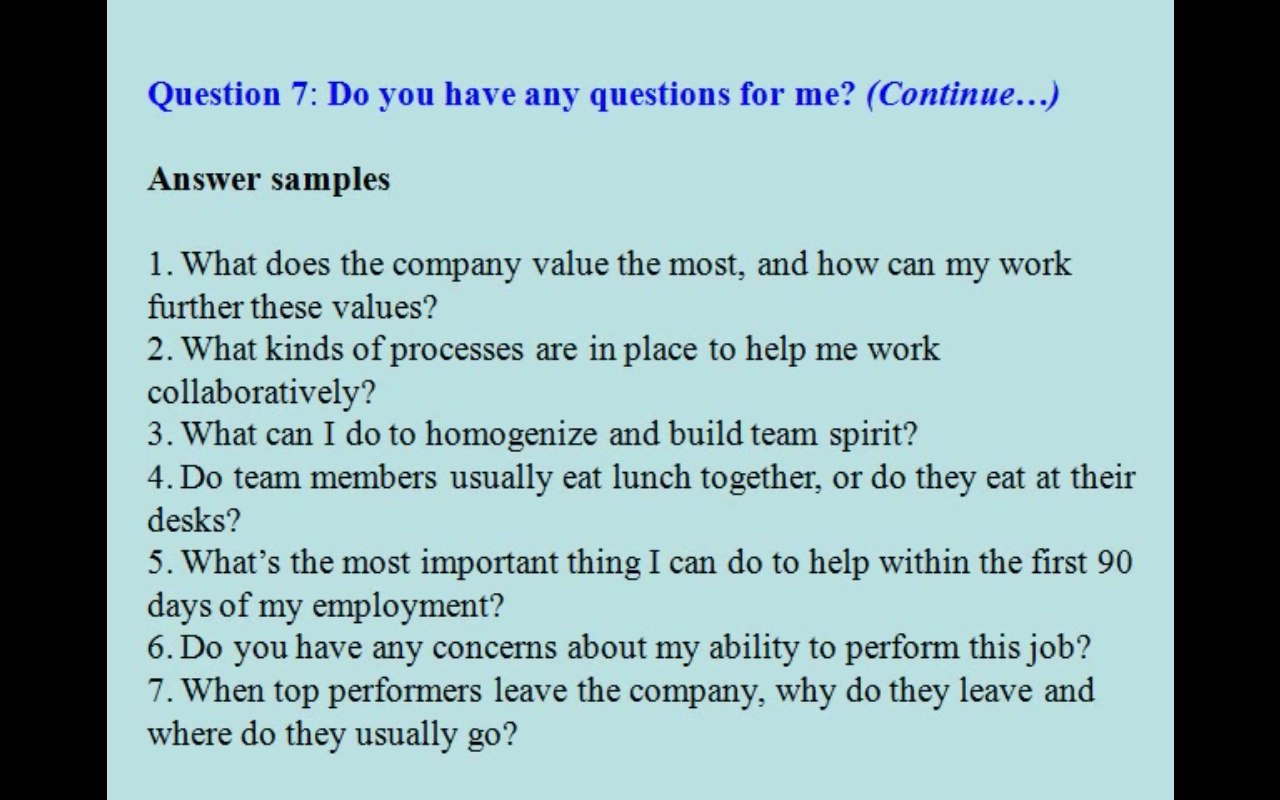 Question 7: Do you have any questions for me? (Continue…)
Answer samples
1. What does the company value the most, and how can my work
further these values?
2. What kinds of processes are in place to help me work
collaboratively?
3. What can I do to homogenize and build team spirit?
4. Do team members usually eat lunch together, or do they eat at their
desks?
5. What’s the most important thing I can do to help within the first 90
days of my employment?
6. Do you have any concerns about my ability to perform this job?
7. When top performers leave the company, why do they leave and
where do they usually go?